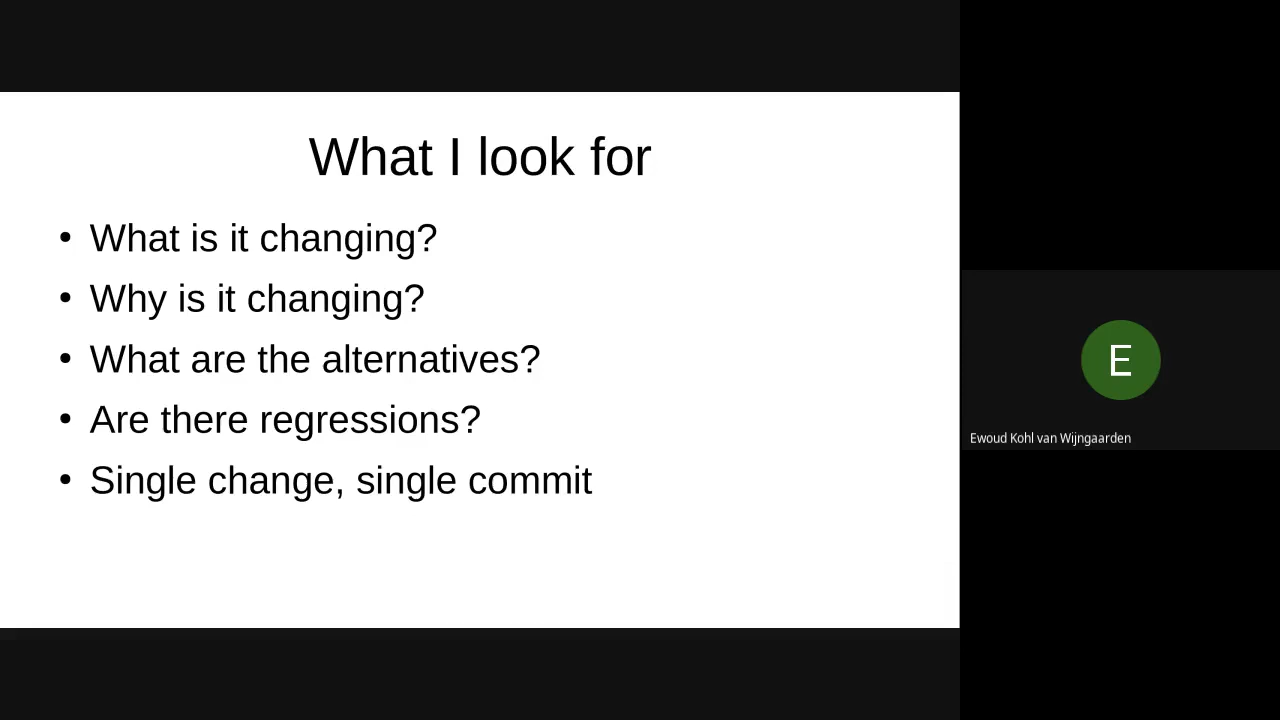 What I look for
• What is it changing?
• Why is it changing?
• What are the alternatives?
• Are there regressions?
• Single change, single commit
E
Ewoud Kohl van Wijngaarden